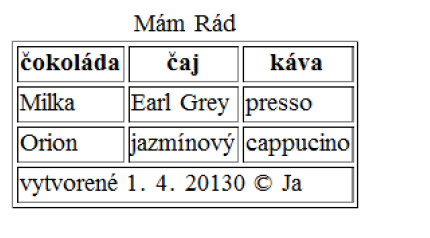 Mám Rád
čokoláda čaj káva
Milka Earl Grey presso
Orion jazmínový cappucino
vytvorené 1. 4. 20130 © Ja